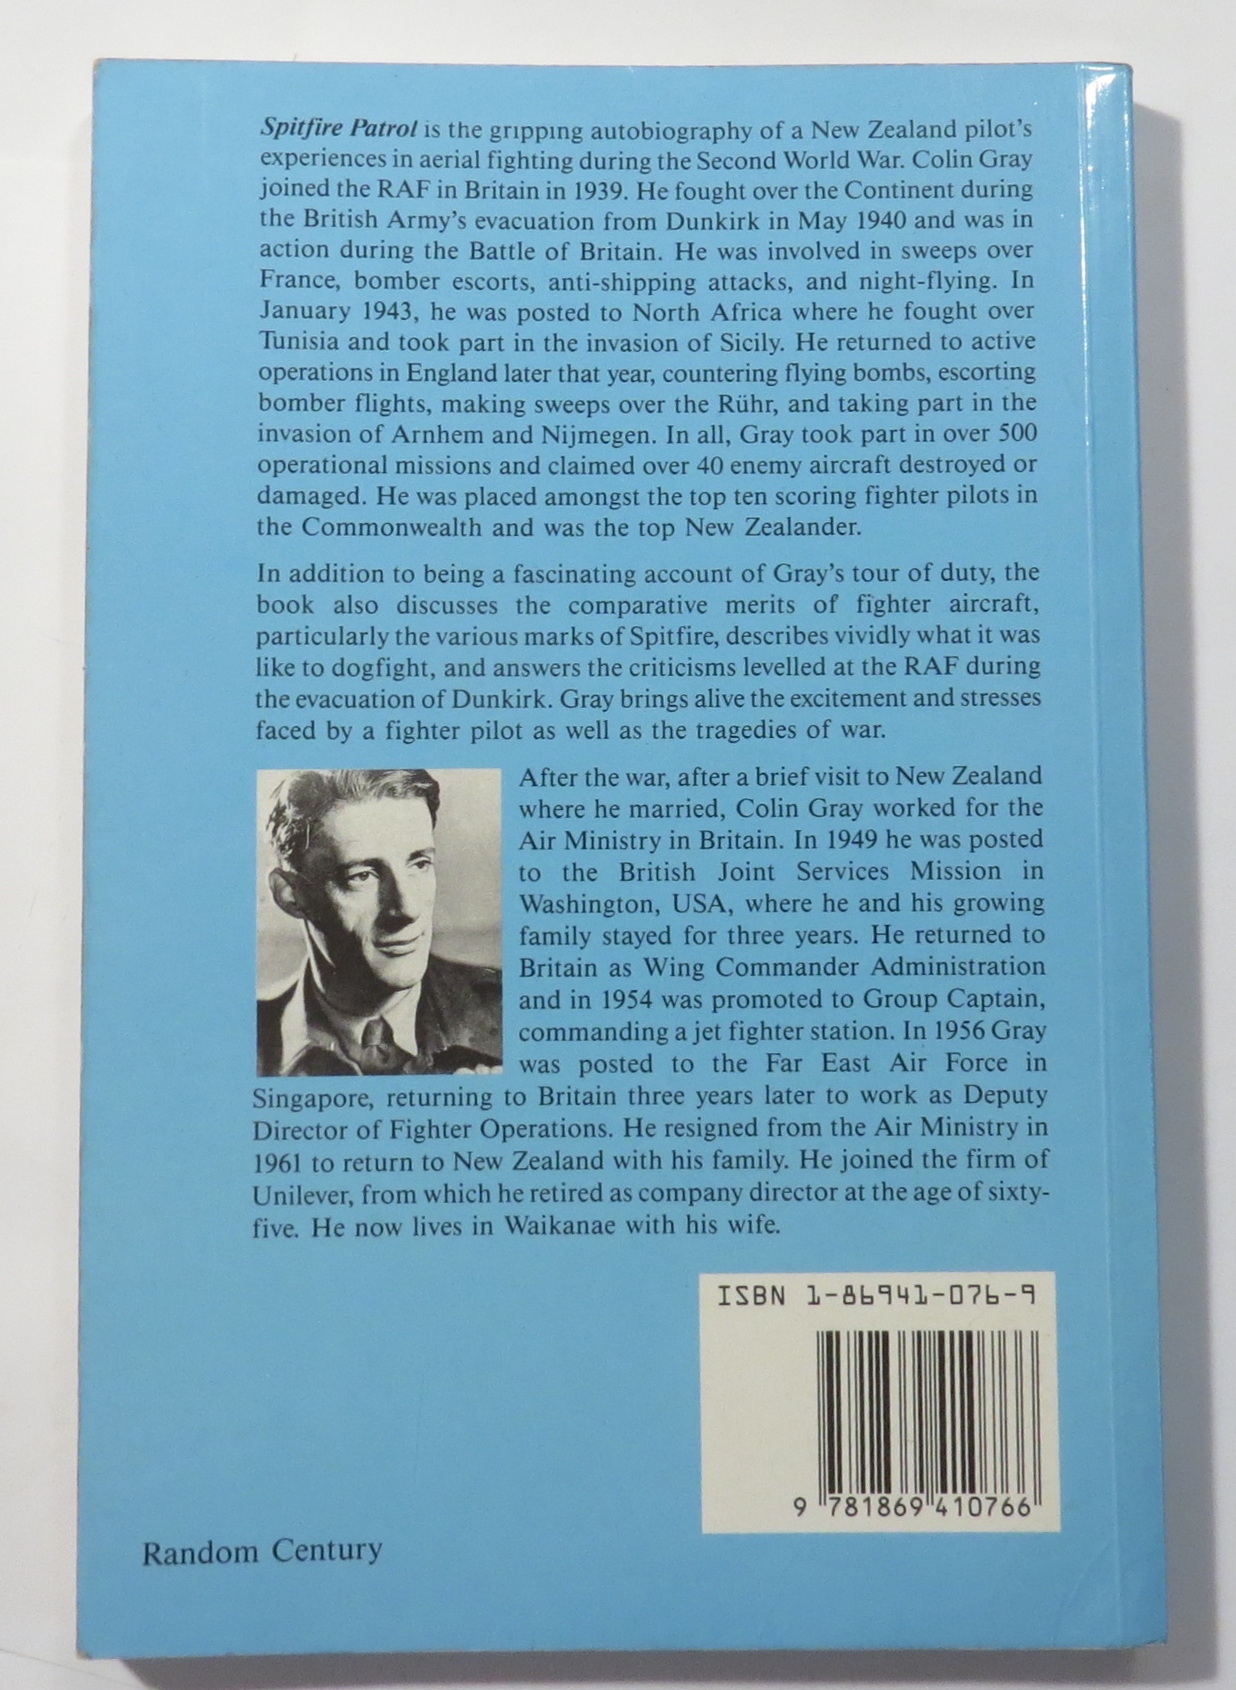 Spitfire Patrol is the gripping autobiography of a New Zealand pilot's
experiences in aerial fighting during the Second World War. Colin Gray
joined the RAF in Britain in 1939. He fought over the Continent during
the British Army's evacuation from Dunkirk in May 1940 and was in
action during the Battle of Britain. He was involved in sweeps over
France, bomber escorts, anti-shipping attacks, and night-flying. In
January 1943, he was posted to North Africa where he fought over
Tunisia and took part in the invasion of Sicily. He returned to active
operations in England later that year, countering flying bombs, escorting
bomber flights, making sweeps over the Rühr, and taking part in the
invasion of Arnhem and Nijmegen. In all, Gray took part in over 500
operational missions and claimed over 40 enemy aircraft destroyed or
damaged. He was placed amongst the top ten scoring fighter pilots in
the Commonwealth and was the top New Zealander.
In addition to being a fascinating account of Gray's tour of duty, the
book also discusses the comparative merits of fighter aircraft,
particularly the various marks of Spitfire, describes vividly what it was
like to dogfight, and answers the criticisms levelled at the RAF during
the evacuation of Dunkirk. Gray brings alive the excitement and stresses
faced by a fighter pilot as well as the tragedies of war.
After the war, after a brief visit to New Zealand
where he married, Colin Gray worked for the
Air Ministry in Britain. In 1949 he was posted
to the British Joint Services Mission in
Washington, USA, where he and his growing
family stayed for three years. He returned to
Britain as Wing Commander Administration
and in 1954 was promoted to Group Captain,
commanding a jet fighter station. In 1956 Gray
was posted to the Far East Air Force in
Singapore, returning to Britain three years later to work as Deputy
Director of Fighter Operations. He resigned from the Air Ministry in
1961 to return to New Zealand with his family. He joined the firm of
Unilever, from which he retired as company director at the age of sixty-
five. He now lives in Waikanae with his wife.
ISBN 1-86941-076-9
9 781869 410766
Random Century